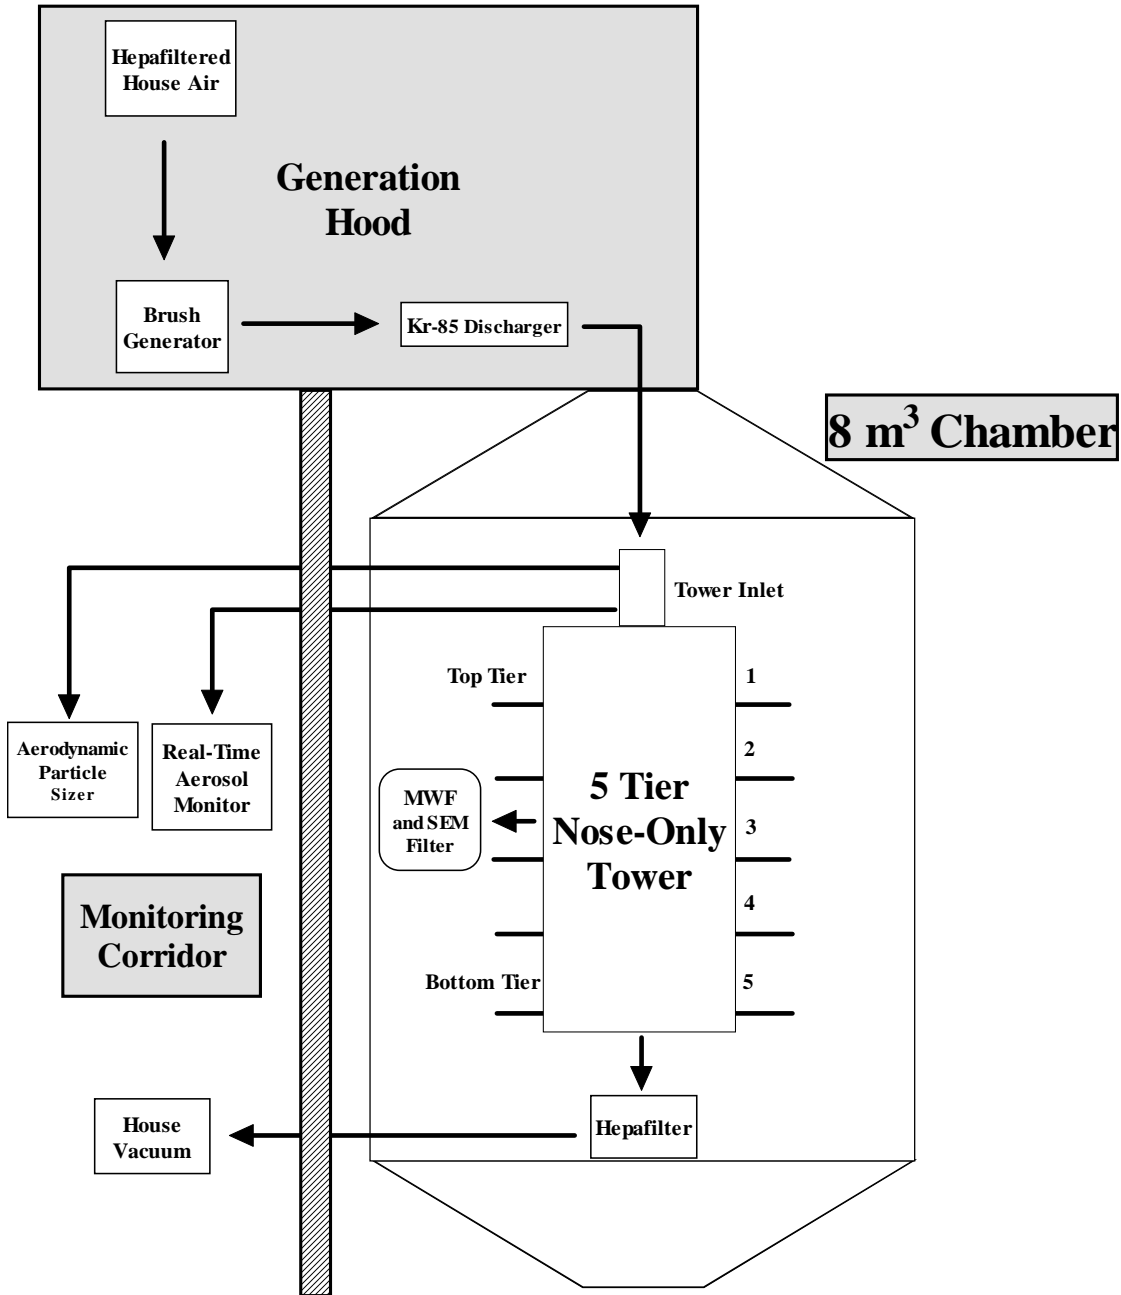 Hepafiltered
House Air
Generation
Hood
Brush
Generator
Kr-85 Discharger
8 m³ Chamber
Tower Inlet
Top Tier
1
2
3
4
5
Aerodynamic
Particle
Sizer
Real-Time
Aerosol
Monitor
MWF
and SEM
Filter
5 Tier
Nose-Only
Tower
Monitoring
Corridor
Bottom Tier
House
Vacuum
Hepafilter